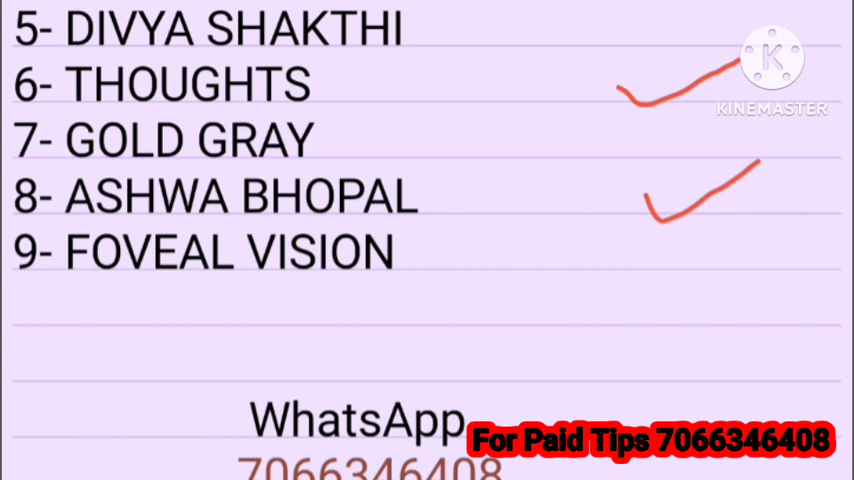 5- DIVYA SHAKTHI
6- THOUGHTS
KINEMASTER
7- GOLD GRAY
8- ASHWA BHOPAL
9- FOVEAL VISION
WhatsApp
For Paid Tips 7066346408
7066346408